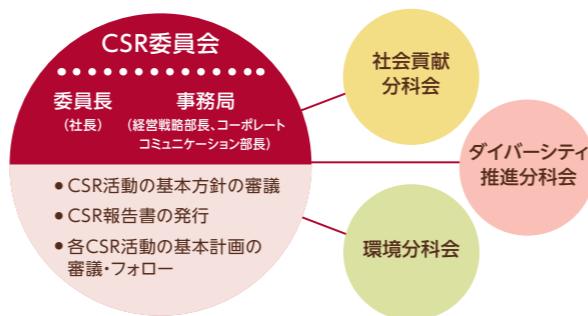 CSR委員会
委員長
(社長)
事務局
(経営戦略部長、コーポレート
コミュニケーション部長)
● CSR活動の基本方針の審議
● CSR報告書の発行
● 各CSR活動の基本計画の
審議・フォロー
社会貢献
分科会
ダイバーシティ
推進分科会
環境分科会